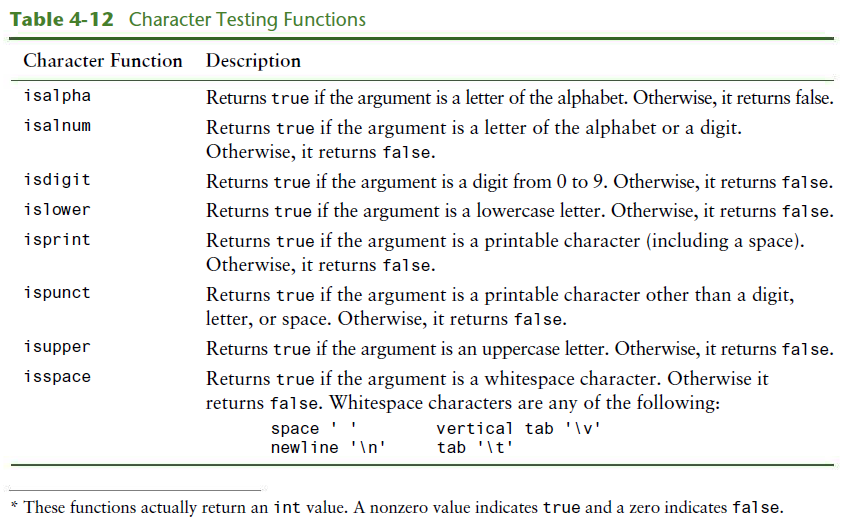 Table 4-12 Character Testing Functions
Character Function Description
isalpha Returns true if the argument is a letter of the alphabet. Otherwise, it returns false.
isalnum Returns true if the argument is a letter of the alphabet or a digit.
Otherwise, it returns false.
isdigit Returns true if the argument is a digit from 0 to 9. Otherwise, it returns false.
islower Returns true if the argument is a lowercase letter. Otherwise, it returns false.
isprint Returns true if the argument is a printable character (including a space).
Otherwise, it returns false.
ispunct Returns true if the argument is a printable character other than a digit,
letter, or space. Otherwise, it returns false.
isupper Returns true if the argument is an uppercase letter. Otherwise, it returns false.
isspace Returns true if the argument is a whitespace character. Otherwise it
returns false. Whitespace characters are any of the following:
space ' ' vertical tab '\v'
newline '\n' tab '\t'
* These functions actually return an int value. A nonzero value indicates true and a zero indicates false.